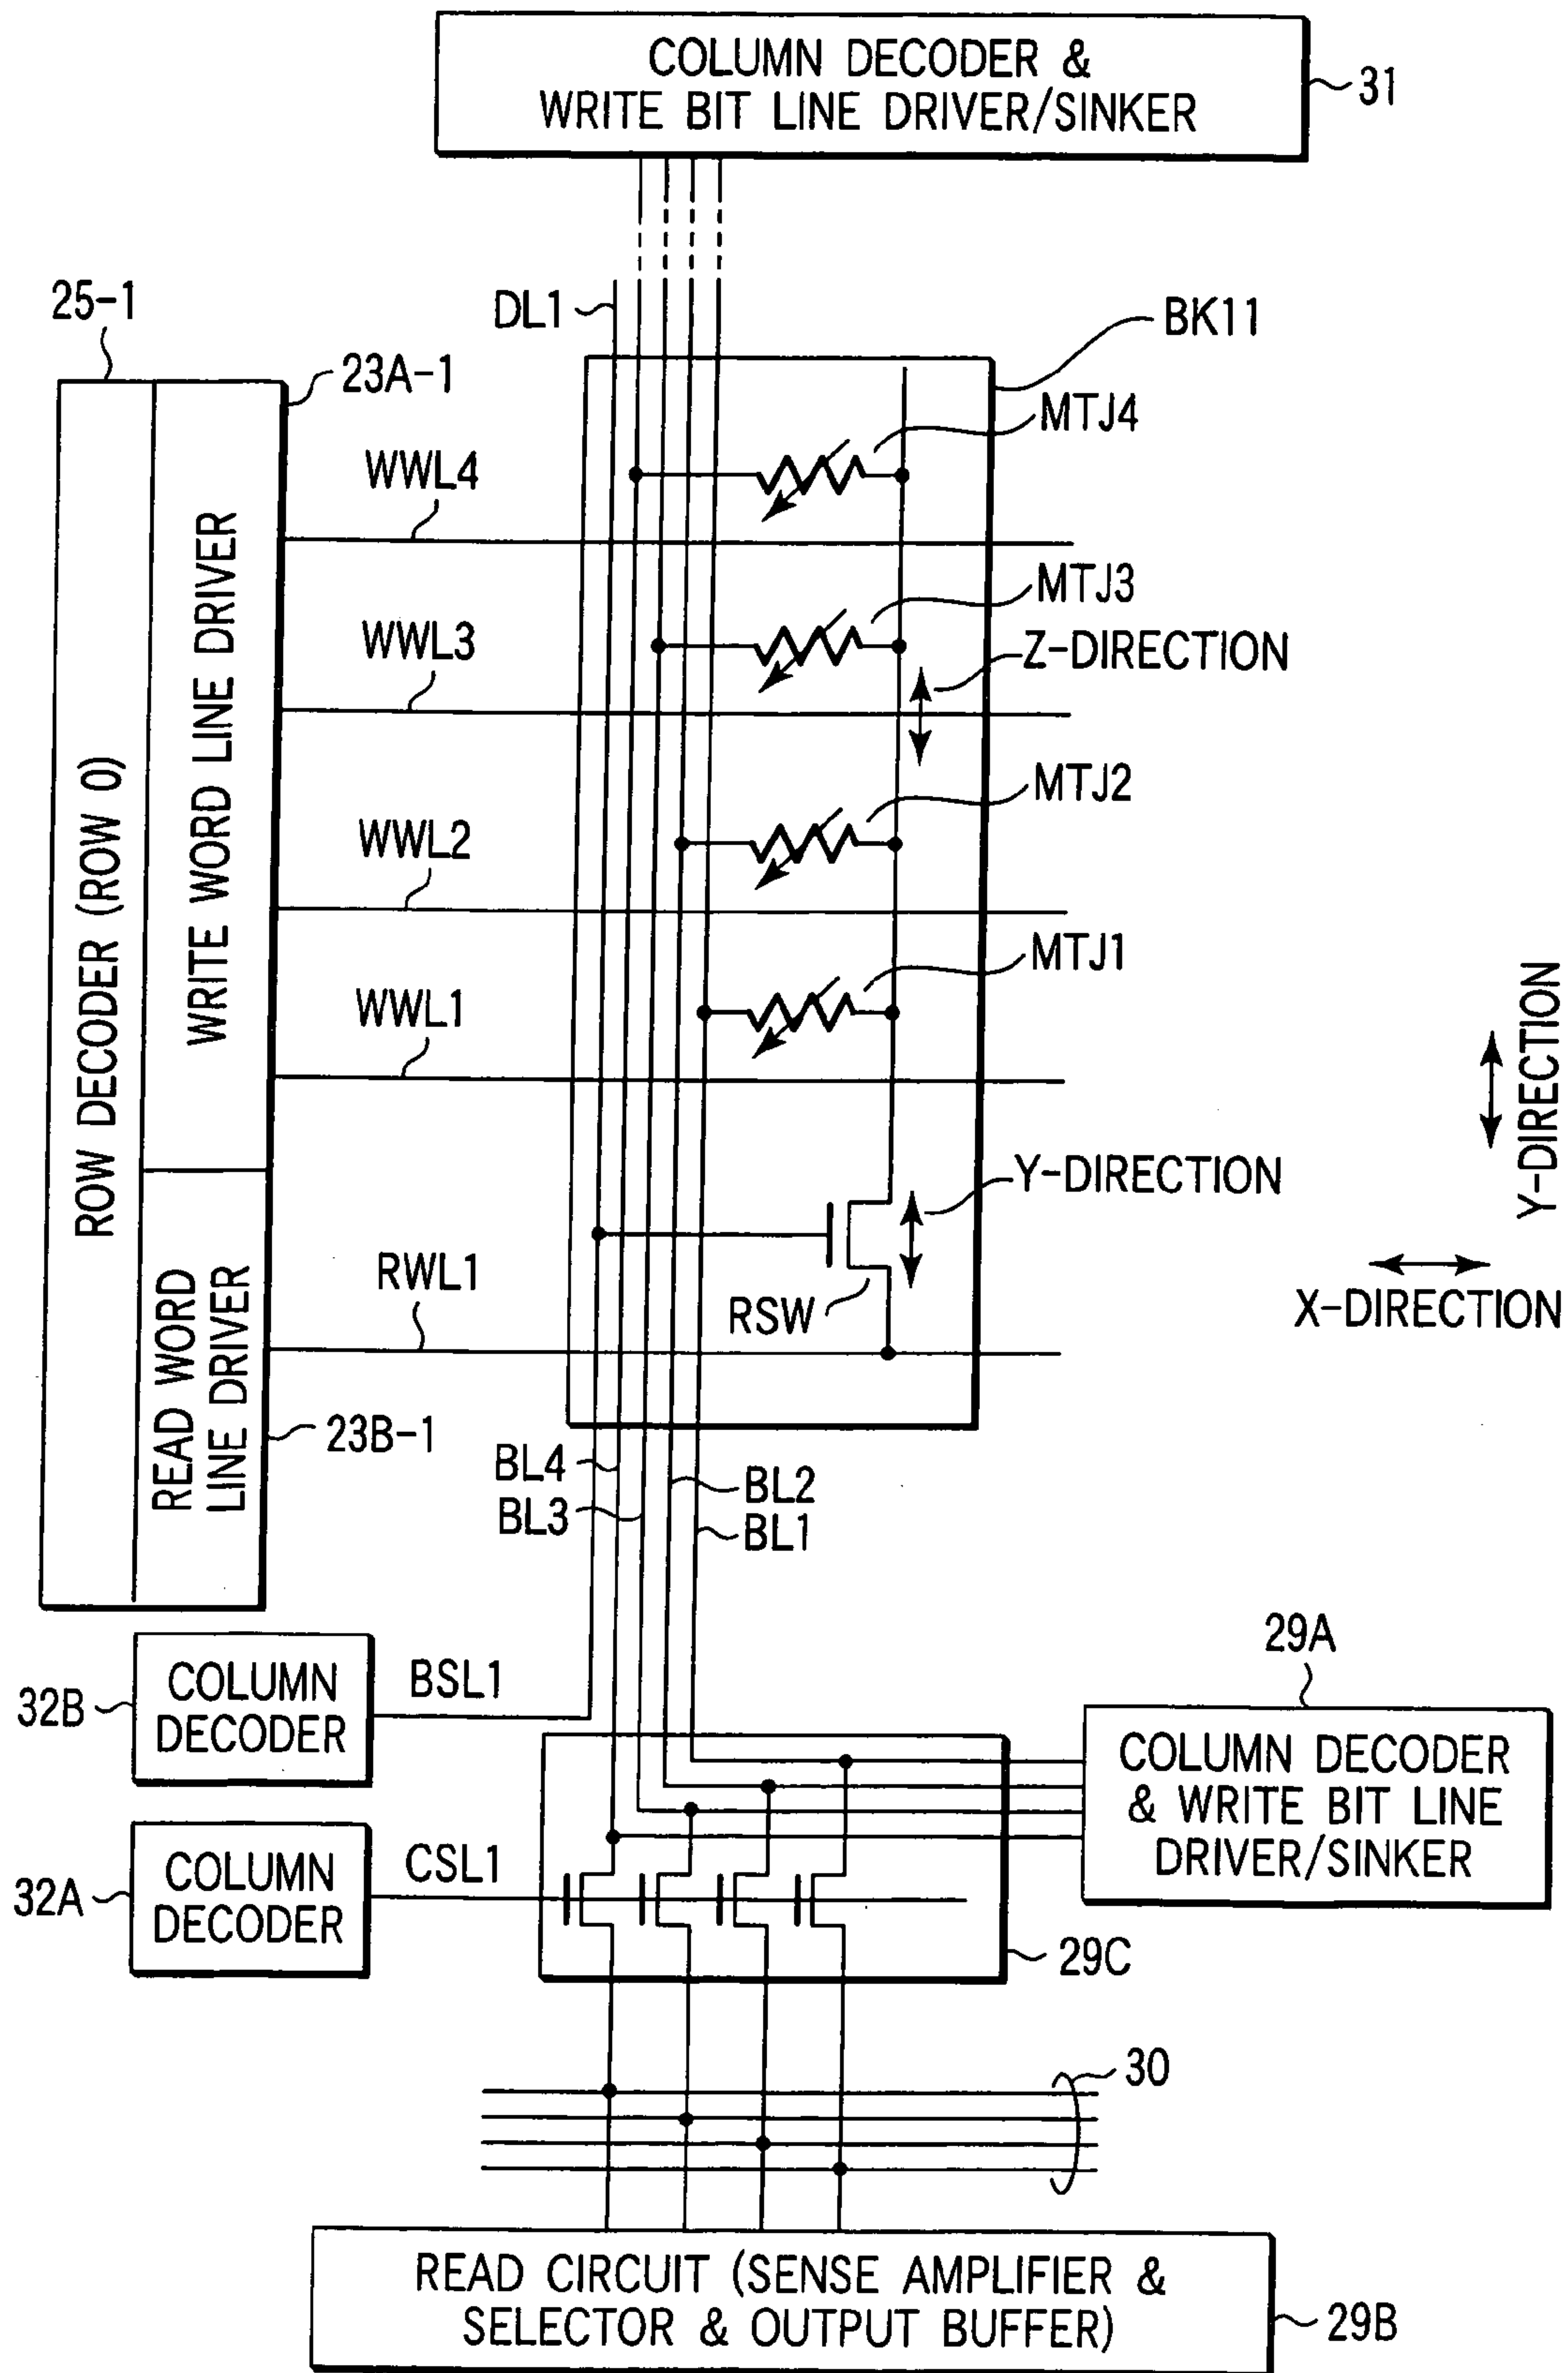 COLUMN DECODER &
WRITE BIT LINE DRIVER/SINKER
31
25-1
DL1
BK11
23A-1
MTJ4
WWL4
MTJ3
WWL3
Z-DIRECTION
MTJ2
WWL2
MTJ1
WWL1
ROW DECODER (ROW 0)
WRITE WORD LINE DRIVER
READ WORD
LINE DRIVER
Y-DIRECTION
Y-DIRECTION
X-DIRECTION
RWL1
RSW
23B-1
BL4
BL2
BL3
BL1
29A
COLUMN
DECODER
BSL1
32B
COLUMN DECODER
& WRITE BIT LINE
DRIVER/SINKER
COLUMN
DECODER
CSL1
32A
29C
30
READ CIRCUIT (SENSE AMPLIFIER &
SELECTOR & OUTPUT BUFFER)
29B